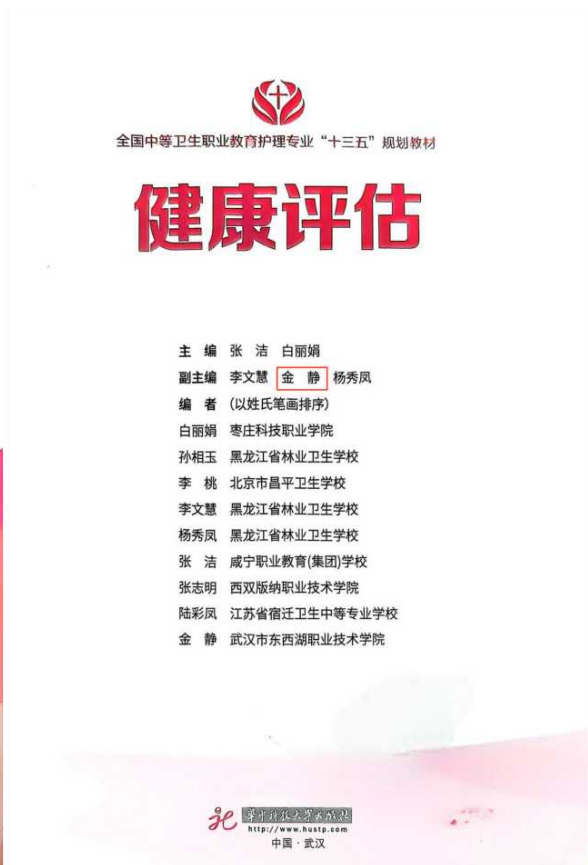 全国中等卫生职业教育护理专业“十三五”规划教材
健康评估
主 编 张 洁 白丽娟
副主编 李文慧 金 静 杨秀凤
编 者 (以姓氏笔画排序)
白丽娟 枣庄科技职业学院
孙相玉 黑龙江省林业卫生学校
李 桃 北京市昌平卫生学校
李文慧 黑龙江省林业卫生学校
杨秀凤 黑龙江省林业卫生学校
张 洁 咸宁职业教育(集团)学校
张志明 西双版纳职业技术学院
陆彩凤 江苏省宿迁卫生中等专业学校
金 静 武汉市东西湖职业技术学院
华中科技大学出版社
http://www.hustp.com
中国·武汉